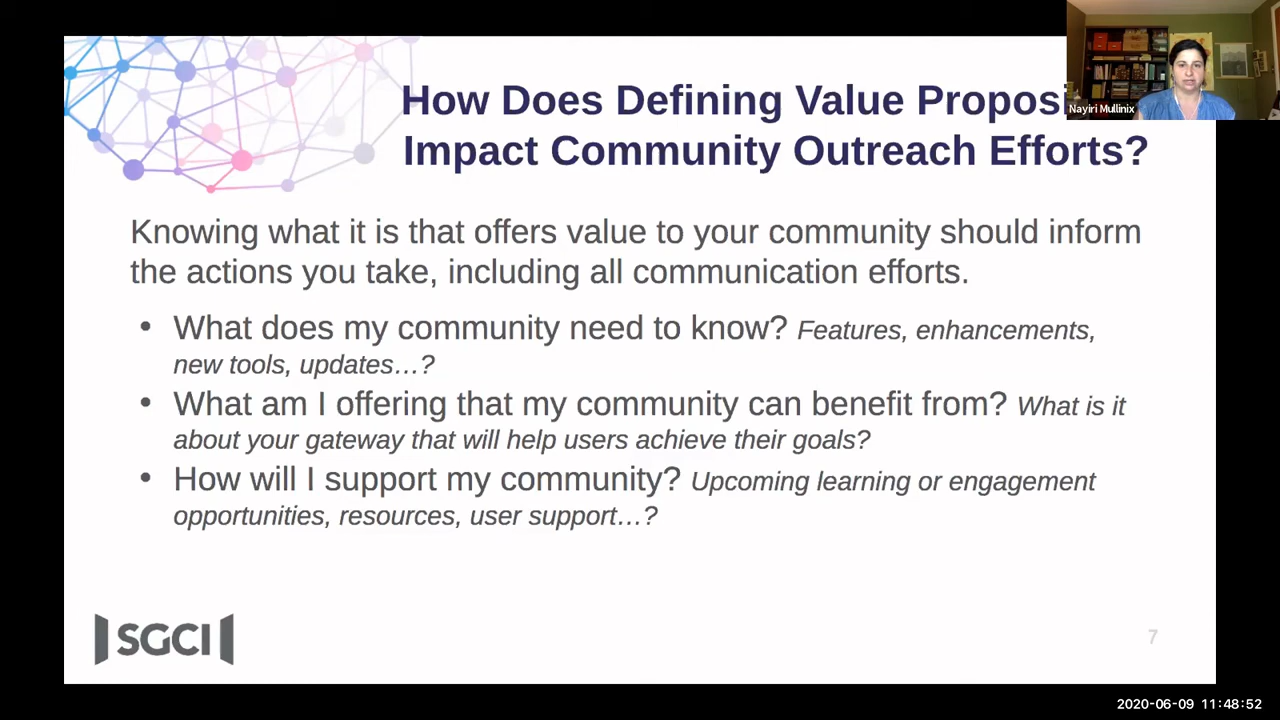 How Does Defining Value Proposi
Nayiri Mullinix
Impact Community Outreach Efforts?
Knowing what it is that offers value to your community should inform
the actions you take, including all communication efforts.
• What does my community need to know? Features, enhancements,
new tools, updates…?
• What am I offering that my community can benefit from? What is it
about your gateway that will help users achieve their goals?
• How will I support my community? Upcoming learning or engagement
opportunities, resources, user support…?
SGCI
7
2020-06-09 11:48:52